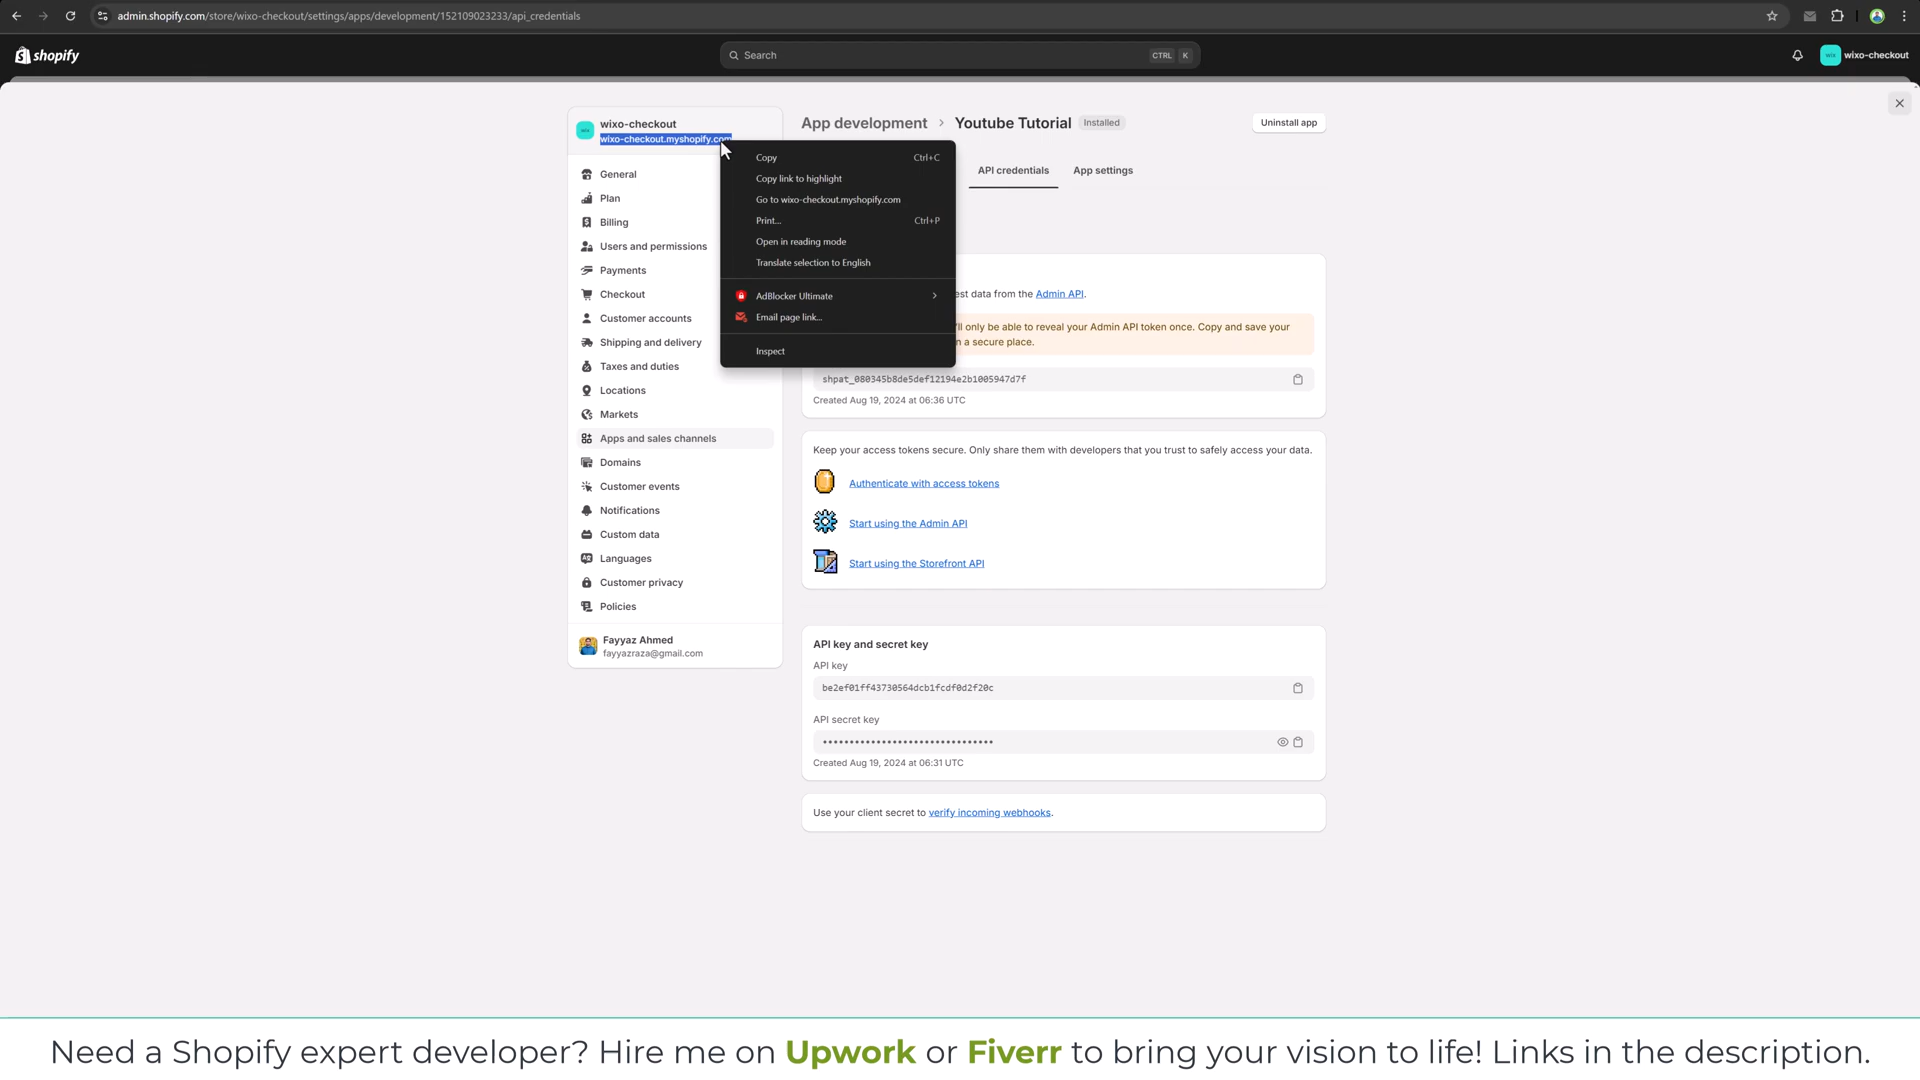 admin.shopify.com/store/wixo-checkout/settings/apps/development/152109023233/api_credentials
shopify
Search
CTRL K
wixo-checkout
wixo-checkout
wixo-checkout.myshopify.com
General
Plan
Billing
Users and permissions
Payments
Checkout
Customer accounts
Shipping and delivery
Taxes and duties
Locations
Markets
Apps and sales channels
Domains
Customer events
Notifications
Custom data
Languages
Customer privacy
Policies
Fayyaz Ahmed
fayyazraza@gmail.com
App development > Youtube Tutorial Installed
Uninstall app
API credentials App settings
Copy Ctrl+C
Copy link to highlight
Go to wixo-checkout.myshopify.com
Print... Ctrl+P
Open in reading mode
Translate selection to English
AdBlocker Ultimate
Email page link...
Inspect
est data from the Admin API.
'll only be able to reveal your Admin API token once. Copy and save your
n a secure place.
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
Created Aug 19, 2024 at 06:36 UTC
Keep your access tokens secure. Only share them with developers that you trust to safely access your data.
Authenticate with access tokens
Start using the Admin API
Start using the Storefront API
API key and secret key
API key
be2ef01ff43730564dcb1fcdf0d2f20c
API secret key
••••••••••••••••••••••••••••••••
Created Aug 19, 2024 at 06:31 UTC
Use your client secret to verify incoming webhooks.
Need a Shopify expert developer? Hire me on Upwork or Fiverr to bring your vision to life! Links in the description.